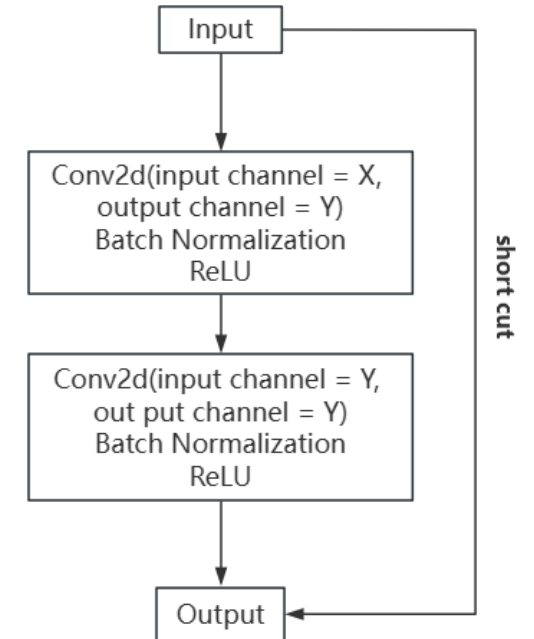 Input
Conv2d(input channel = X,
output channel = Y)
Batch Normalization
ReLU
short cut
Conv2d(input channel = Y,
out put channel = Y)
Batch Normalization
ReLU
Output